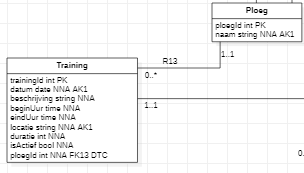 Ploeg
ploegId int PK
naam string NNA AK1
1..1
R13
0..*
Training
trainingId int PK
datum date NNA AK1
beschrijving string NNA
beginUur time NNA
eindUur time NNA
locatie string NNA AK1
duratie int NNA
isActief bool NNA
ploegId int NNA FK13 DTC
1..1
0.